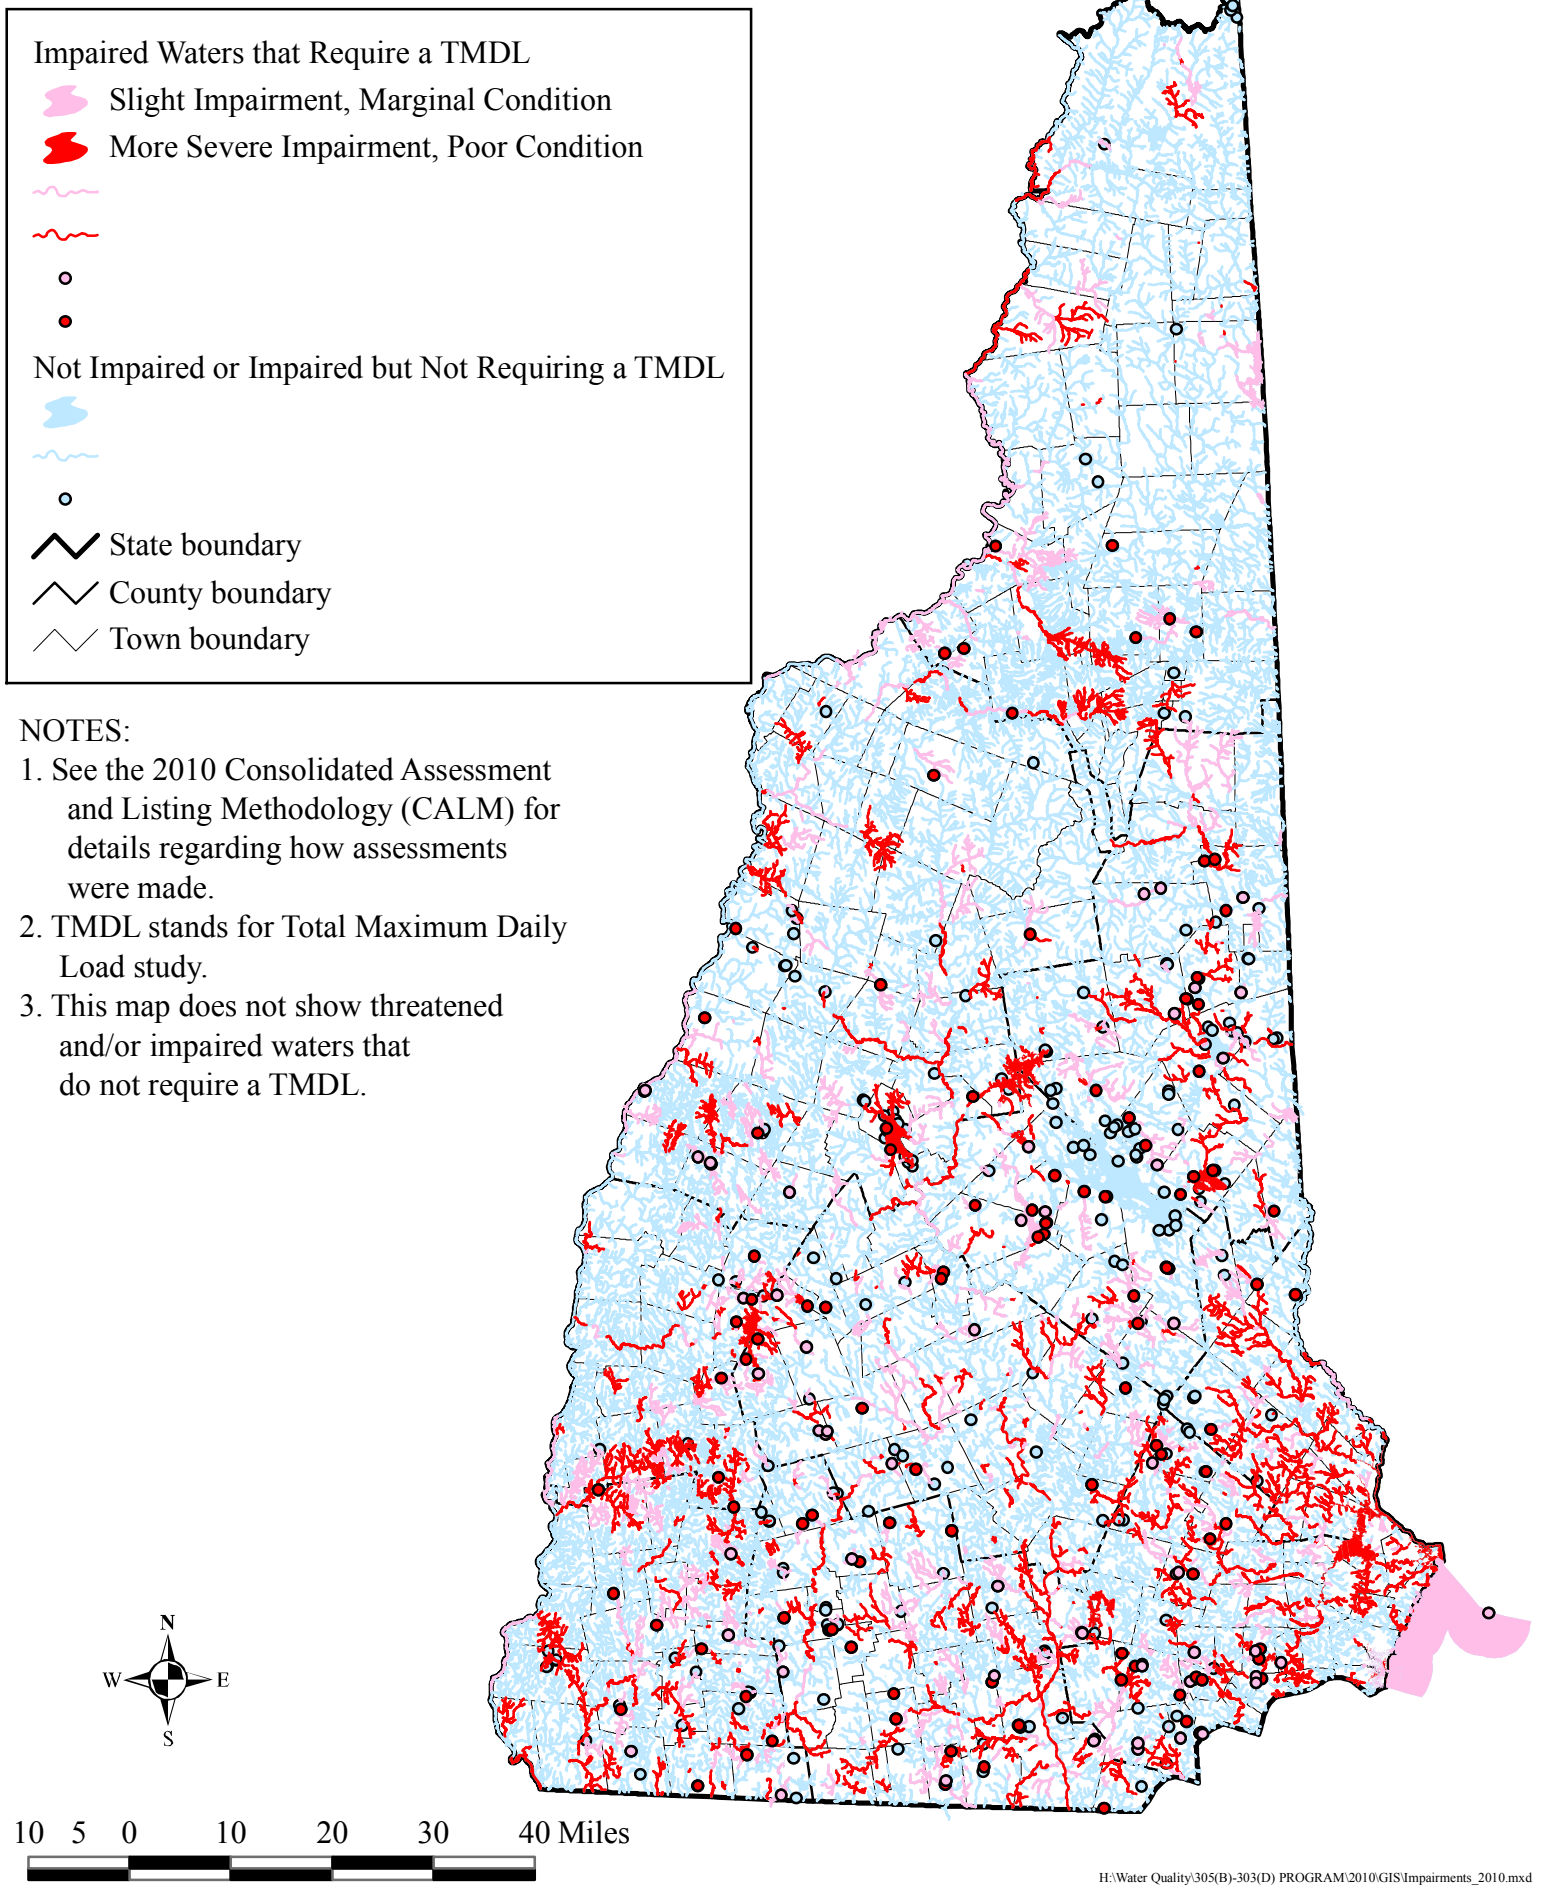 Impaired Waters that Require a TMDL
Slight Impairment, Marginal Condition
More Severe Impairment, Poor Condition
Not Impaired or Impaired but Not Requiring a TMDL
State boundary
County boundary
Town boundary
NOTES:
1. See the 2010 Consolidated Assessment
and Listing Methodology (CALM) for
details regarding how assessments
were made.
2. TMDL stands for Total Maximum Daily
Load study.
3. This map does not show threatened
and/or impaired waters that
do not require a TMDL.
N
W E
S
10 5 0 10 20 30 40 Miles
H:\Water Quality\305(B)-303(D) PROGRAM\2010\GIS\Impairments_2010.mxd